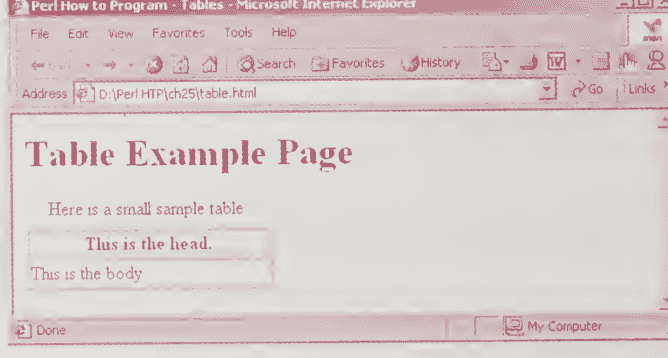 Perl How to Program - Tables - Microsoft Internet Explorer
File Edit View Favorites Tools Help
Search Favorites History
Address D:\Perl HTP\ch25\table.html Go Links
Table Example Page
Here is a small sample table
This is the head.
This is the body
Done My Computer